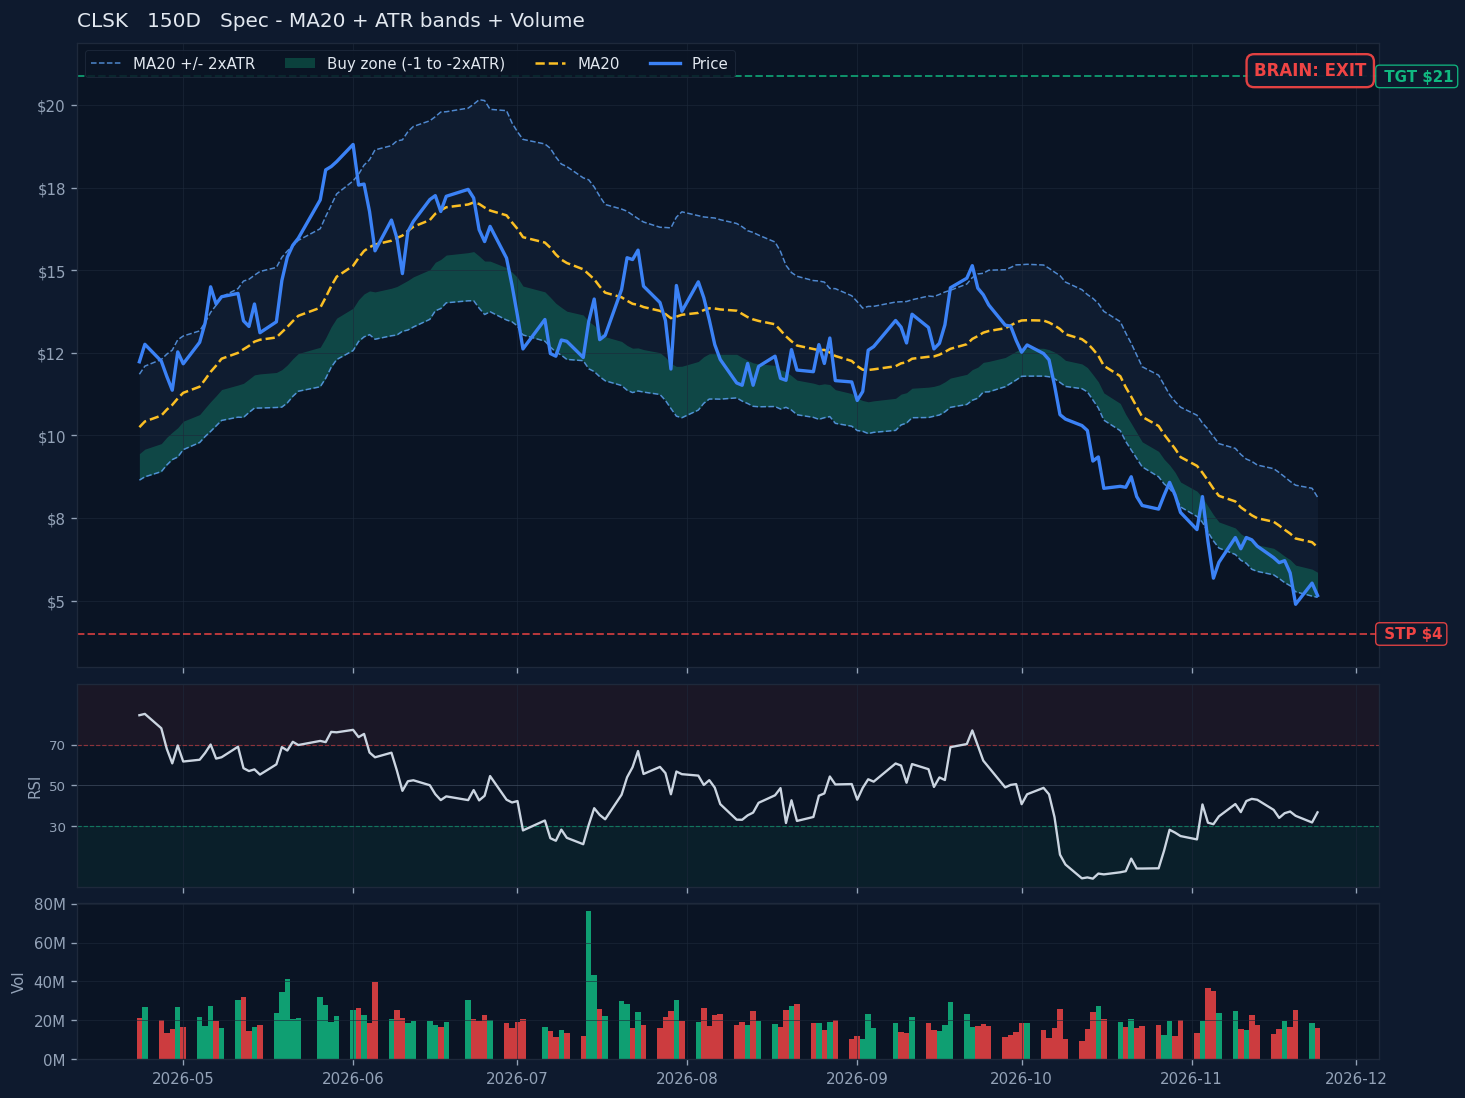 CLSK 150D Spec - MA20 + ATR bands + Volume
MA20 +/- 2xATR Buy zone (-1 to -2xATR) MA20 Price
BRAIN: EXIT
TGT $21
$20
$18
$15
$12
$10
$8
$5
STP $4
RSI
70
50
30
Vol
80M
60M
40M
20M
0M
2026-05 2026-06 2026-07 2026-08 2026-09 2026-10 2026-11 2026-12